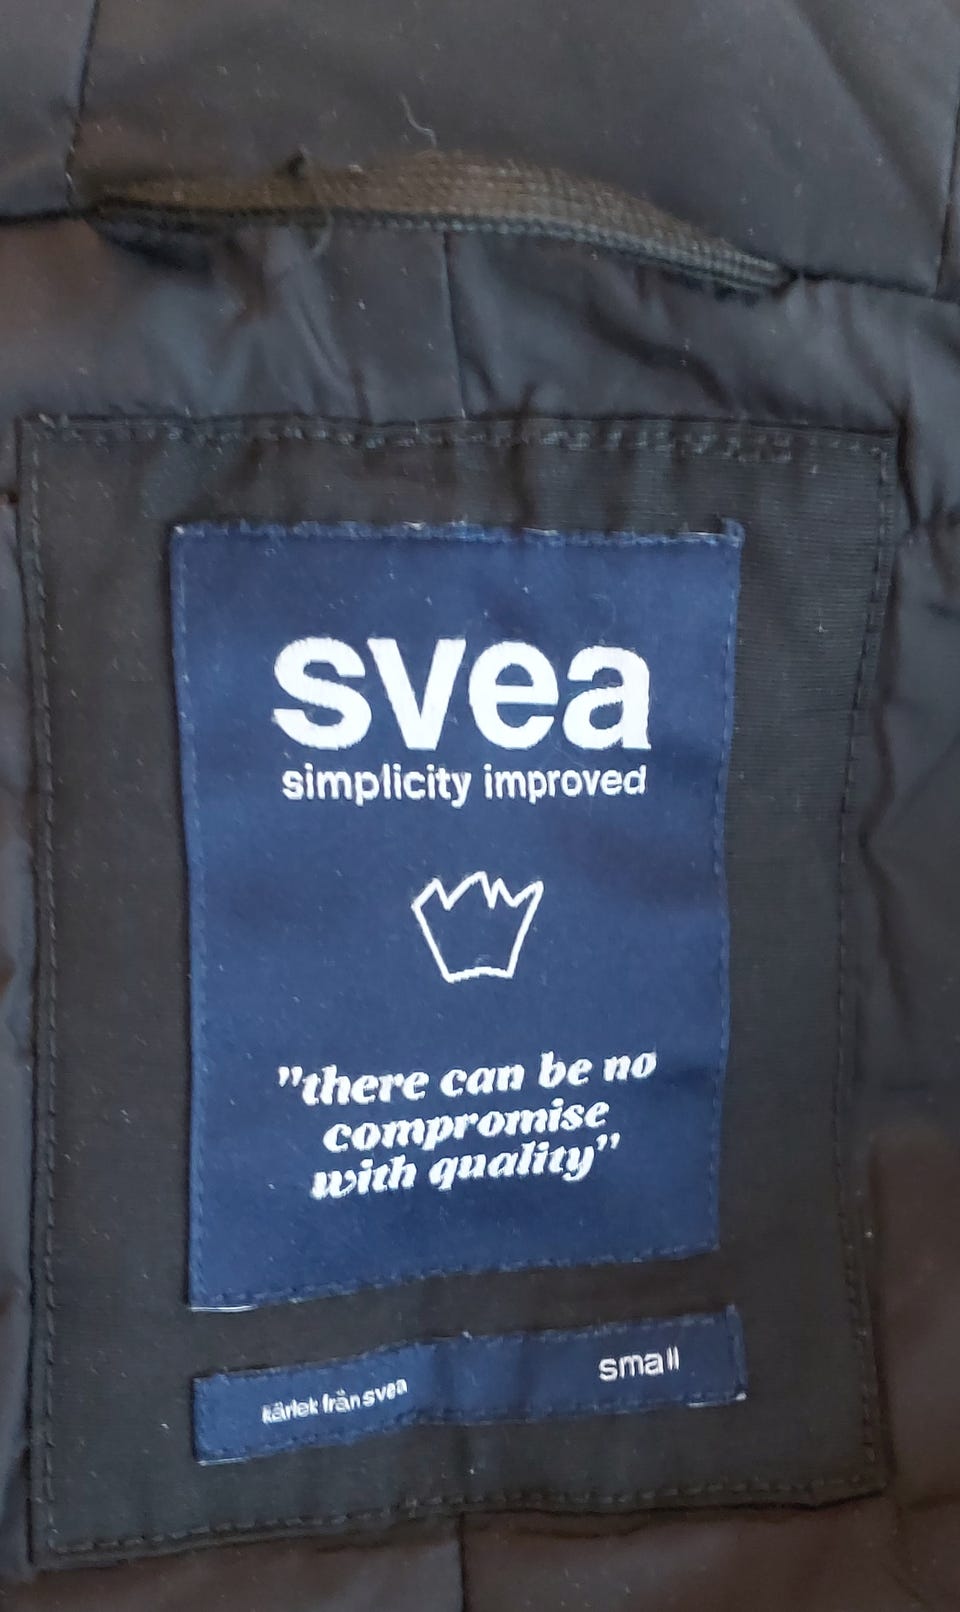 svea
simplicity improved
"there can be no
compromise
with quality"
kärlek från svea
small